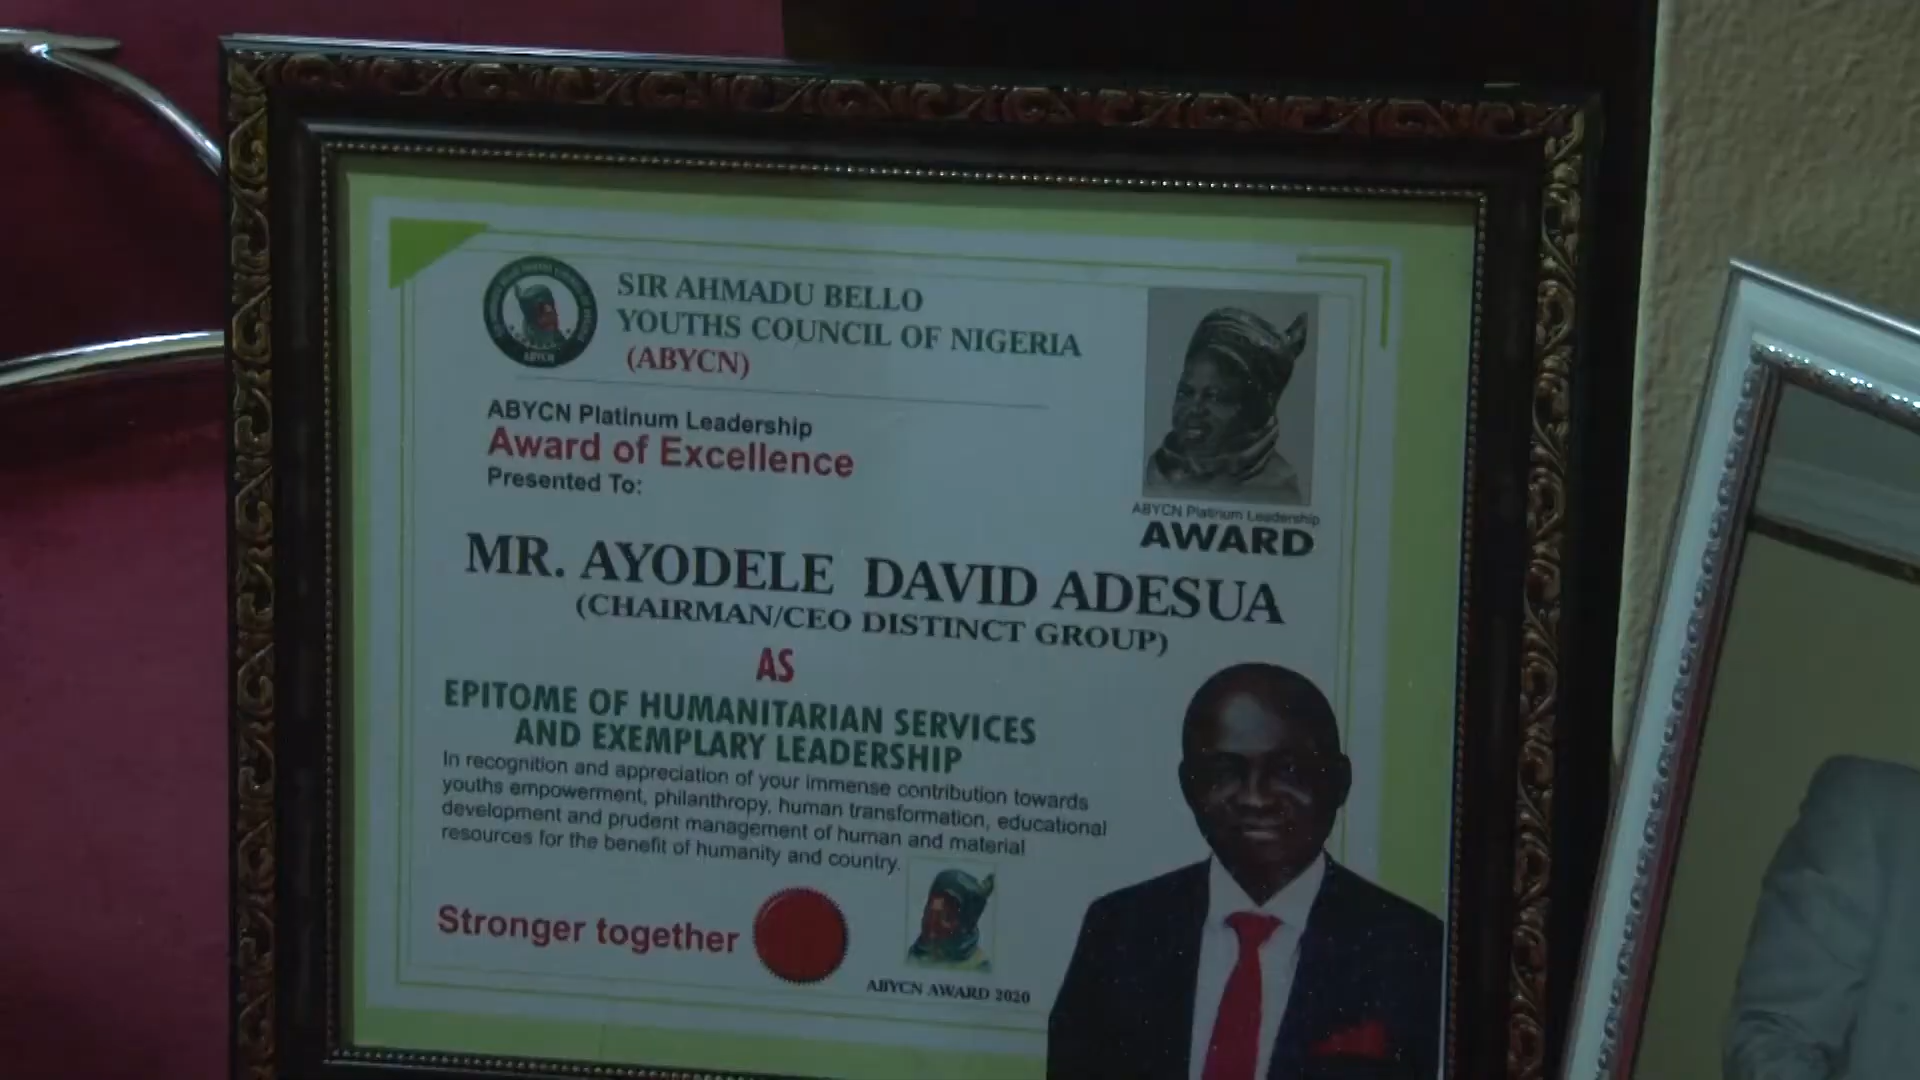 SIR AHMADU BELLO
YOUTHS COUNCIL OF NIGERIA
(ABYCN)
ABYCN Platinum Leadership
Award of Excellence
Presented To:
ABYCN Platinum Leadership
AWARD
MR. AYODELE DAVID ADESUA
(CHAIRMAN/CEO DISTINCT GROUP)
AS
EPITOME OF HUMANITARIAN SERVICES
AND EXEMPLARY LEADERSHIP
In recognition and appreciation of your immense contribution towards
youths empowerment, philanthropy, human transformation, educational
development and prudent management of human and material
resources for the benefit of humanity and country.
Stronger together
ABYCN AWARD 2020
ABYCN